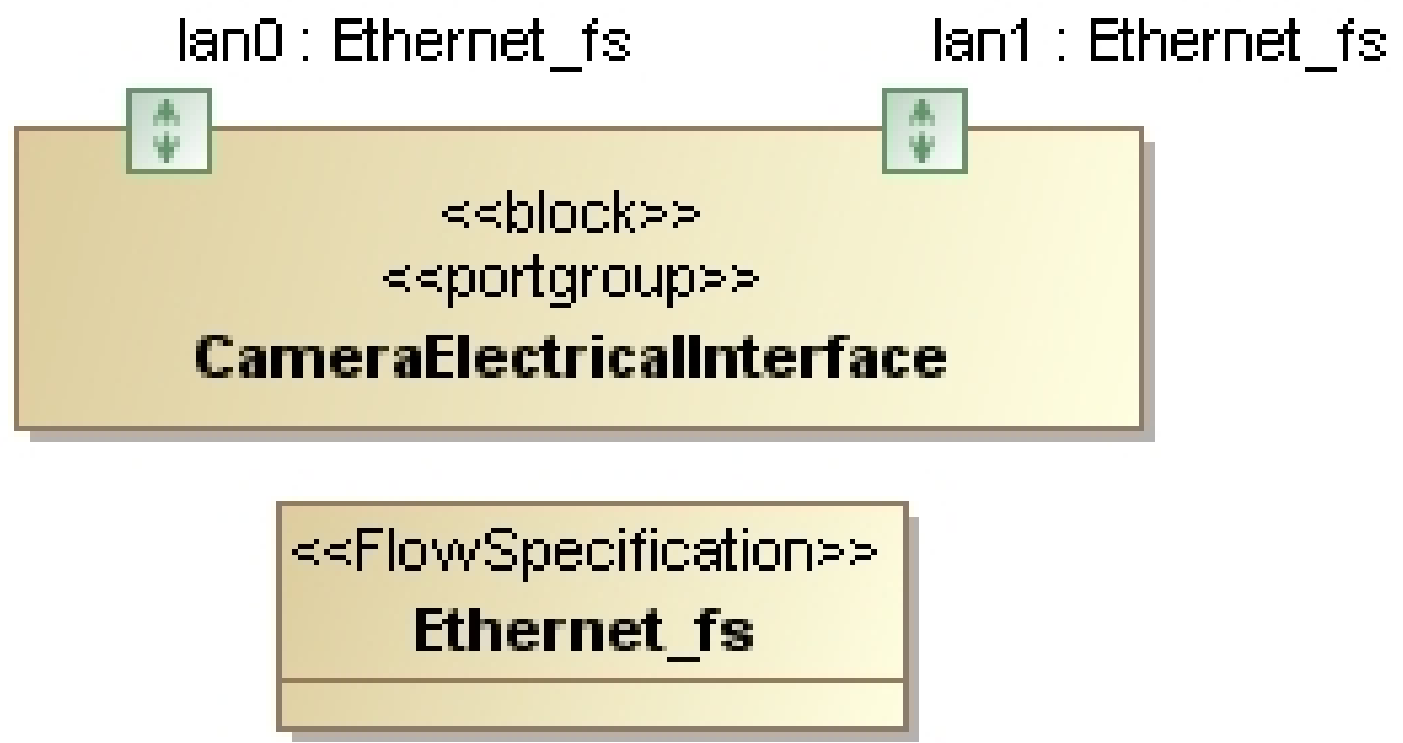 lan0 : Ethernet_fs lan1 : Ethernet_fs
<<block>>
<<portgroup>>
CameraElectricalInterface
<<FlowSpecification>>
Ethernet_fs